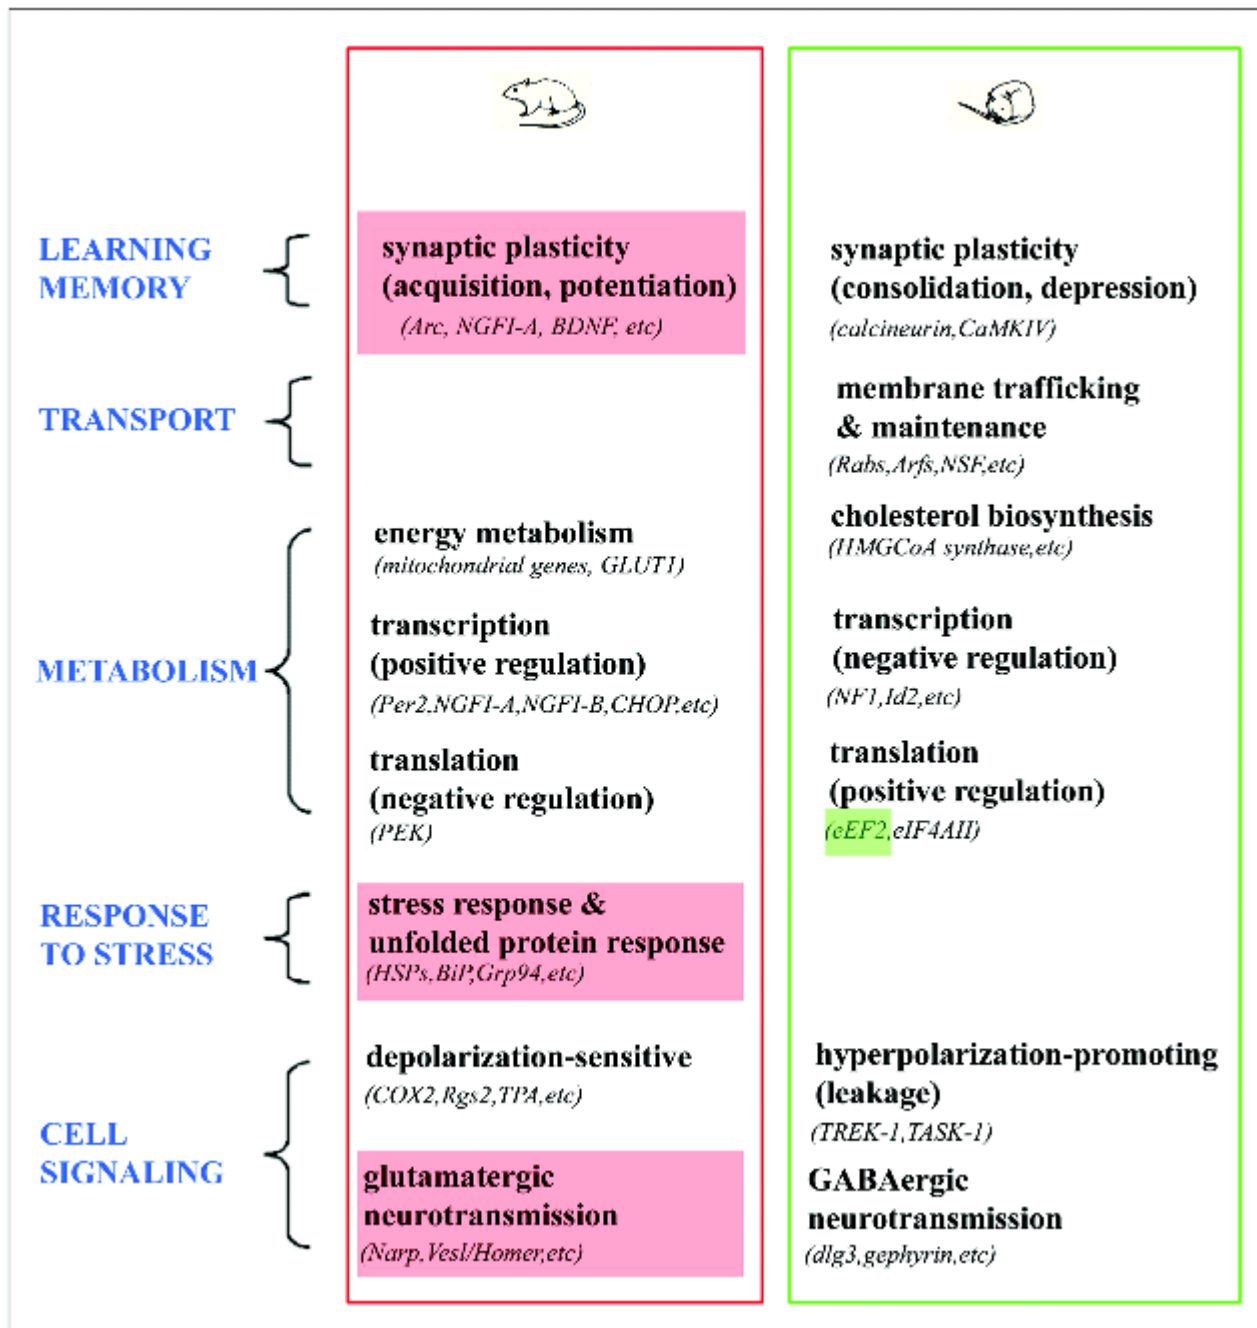 LEARNING
MEMORY
synaptic plasticity
(acquisition, potentiation)
(Arc, NGFI-A, BDNF, etc)
synaptic plasticity
(consolidation, depression)
(calcineurin,CaMKIV)
TRANSPORT
membrane trafficking
& maintenance
(Rabs,Arfs,NSF,etc)
METABOLISM
energy metabolism
(mitochondrial genes, GLUT1)
transcription
(positive regulation)
(Per2,NGFI-A,NGFI-B,CHOP,etc)
translation
(negative regulation)
(PEK)
cholesterol biosynthesis
(HMGCoA synthase,etc)
transcription
(negative regulation)
(NF1,Id2,etc)
translation
(positive regulation)
(eEF2,eIF4AII)
RESPONSE
TO STRESS
stress response &
unfolded protein response
(HSPs,BiP,Grp94,etc)
CELL
SIGNALING
depolarization-sensitive
(COX2,Rgs2,TPA,etc)
glutamatergic
neurotransmission
(Narp,Vesl/Homer,etc)
hyperpolarization-promoting
(leakage)
(TREK-1,TASK-1)
GABAergic
neurotransmission
(dlg3,gephyrin,etc)